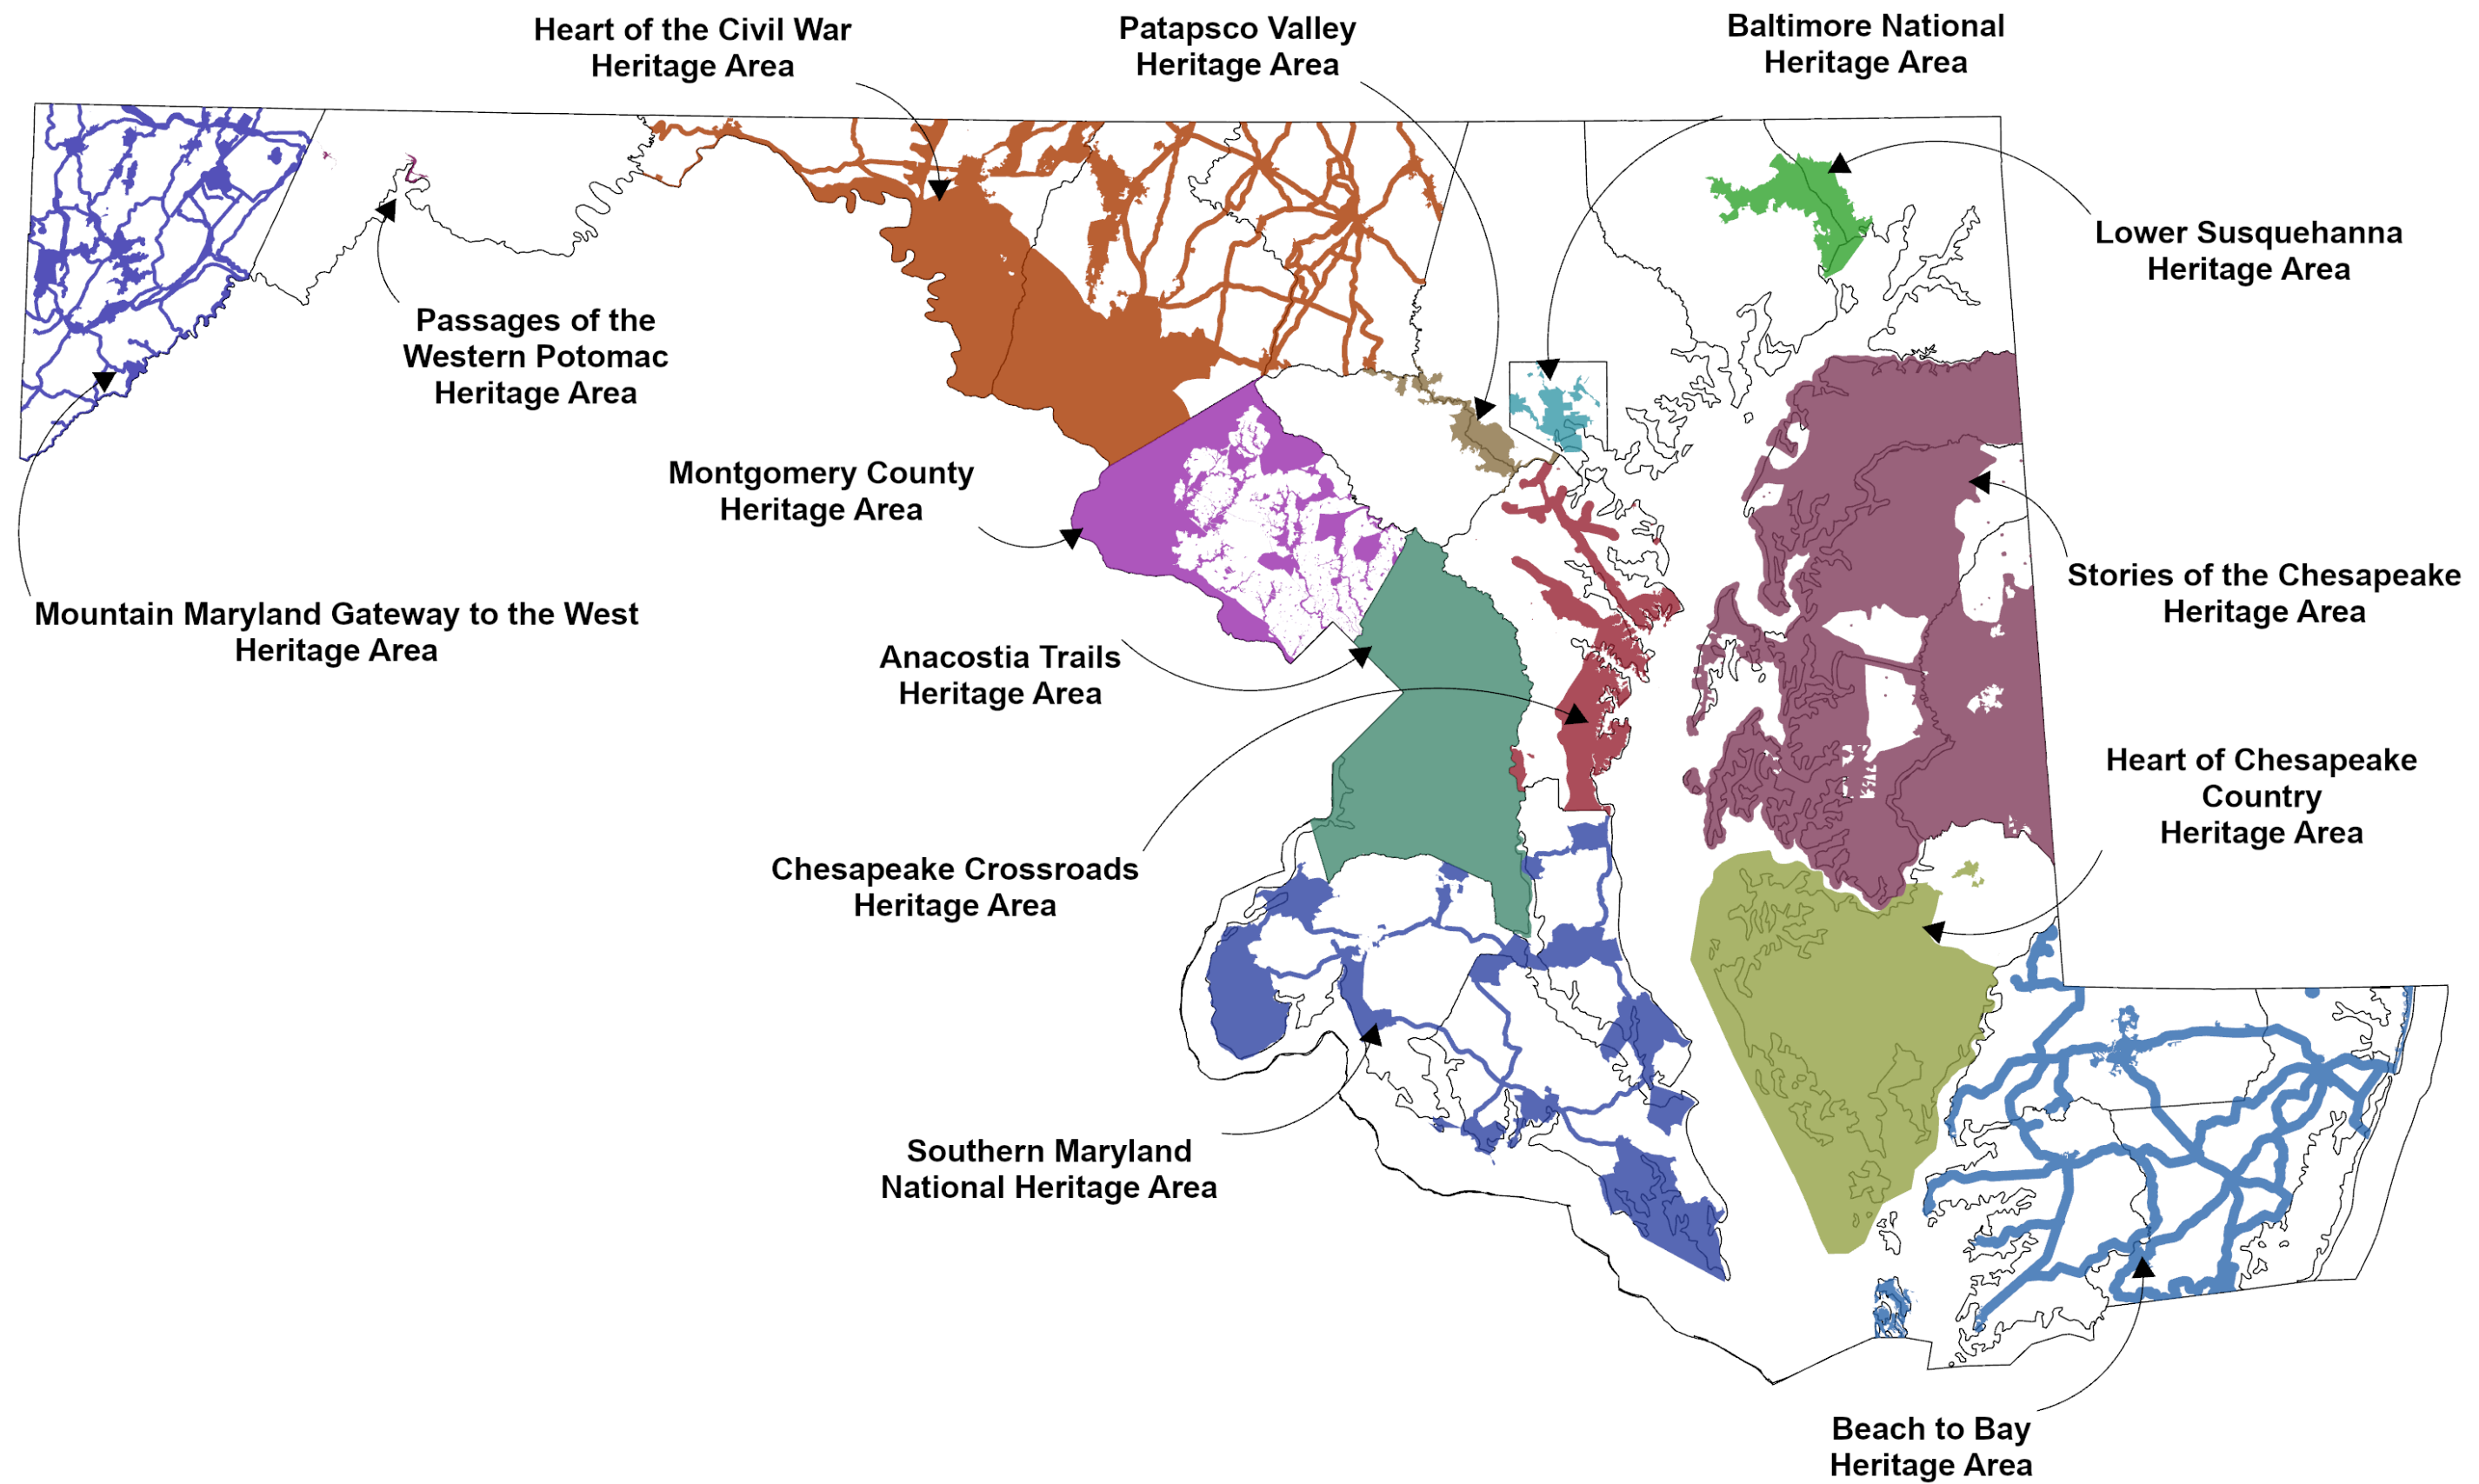 Heart of the Civil War
Heritage Area
Patapsco Valley
Heritage Area
Baltimore National
Heritage Area
Lower Susquehanna
Heritage Area
Passages of the
Western Potomac
Heritage Area
Montgomery County
Heritage Area
Stories of the Chesapeake
Heritage Area
Mountain Maryland Gateway to the West
Heritage Area
Anacostia Trails
Heritage Area
Heart of Chesapeake
Country
Heritage Area
Chesapeake Crossroads
Heritage Area
Southern Maryland
National Heritage Area
Beach to Bay
Heritage Area